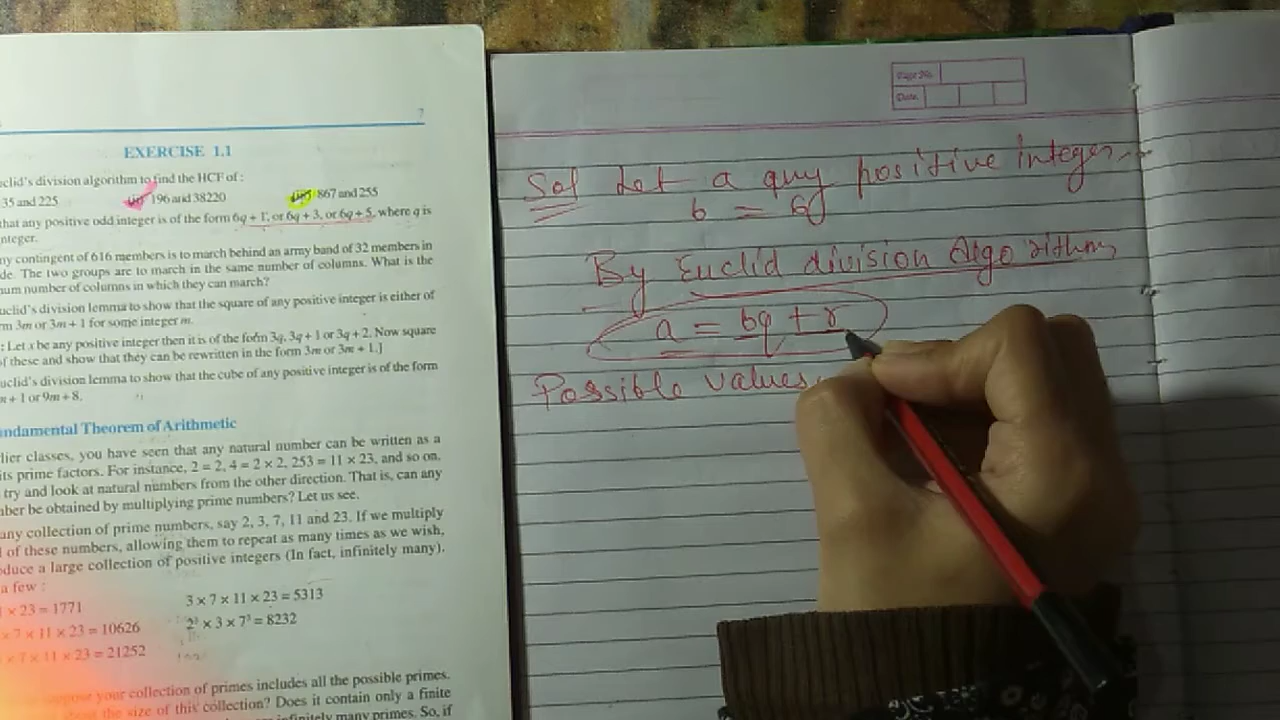 7
EXERCISE 1.1
division algorithm to find the HCF of :
35 and 225
196 and 38220
867 and 255
that any positive odd integer is of the form 6q + 1, or 6q + 3, or 6q + 5, where q is
contingent of 616 members is to march behind an army band of 32 members in
The two groups are to march in the same number of columns. What is the
number of columns in which they can march?
division lemma to show that the square of any positive integer is either of
3m or 3m + 1 for some integer m.
: Let x be any positive integer then it is of the form 3q, 3q + 1 or 3q + 2. Now square
of these and show that they can be rewritten in the form 3m or 3m + 1.]
division lemma to show that the cube of any positive integer is of the form
+ 1 or 9m + 8.
Theorem of Arithmetic
classes, you have seen that any natural number can be written as a
its prime factors. For instance, 2 = 2, 4 = 2 × 2, 253 = 11 × 23, and so on.
try and look at natural numbers from the other direction. That is, can any
be obtained by multiplying prime numbers? Let us see.
any collection of prime numbers, say 2, 3, 7, 11 and 23. If we multiply
of these numbers, allowing them to repeat as many times as we wish,
a large collection of positive integers (In fact, infinitely many).
a few :
× 23 = 1771
3 × 7 × 11 × 23 = 5313
× 7 × 11 × 23 = 10626
2³ × 3 × 7³ = 8232
× 7 × 11 × 23 = 21252
your collection of primes includes all the possible primes.
the size of this collection? Does it contain only a finite
infinitely many primes. So, if
Page No.
Date.
Sol Let a any positive integer
b = 6
By Euclid division Algorithm,
a = bq + r
Possible values